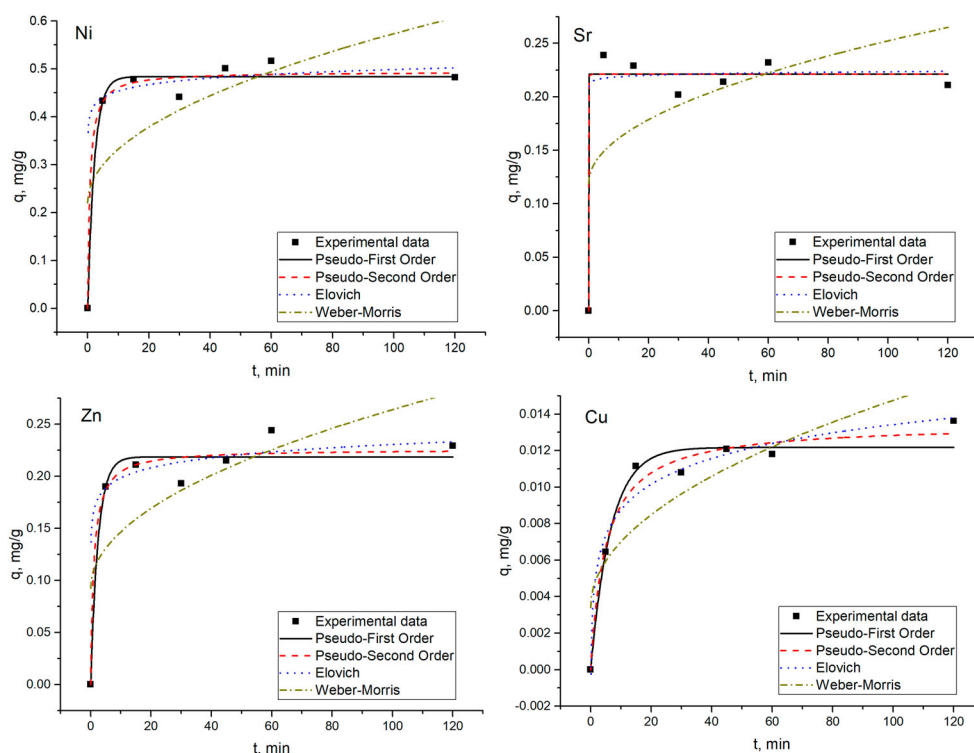 Ni
q, mg/g
0.6
0.5
0.4
0.3
0.2
0.1
0.0
Experimental data
Pseudo-First Order
Pseudo-Second Order
Elovich
Weber-Morris
0 20 40 60 80 100 120
t, min
Sr
q, mg/g
0.25
0.20
0.15
0.10
0.05
0.00
Experimental data
Pseudo-First Order
Pseudo-Second Order
Elovich
Weber-Morris
0 20 40 60 80 100 120
t, min
Zn
q, mg/g
0.25
0.20
0.15
0.10
0.05
0.00
Experimental data
Pseudo-First Order
Pseudo-Second Order
Elovich
Weber-Morris
0 20 40 60 80 100 120
t, min
Cu
q, mg/g
0.014
0.012
0.010
0.008
0.006
0.004
0.002
0.000
-0.002
Experimental data
Pseudo-First Order
Pseudo-Second Order
Elovich
Weber-Morris
0 20 40 60 80 100 120
t, min